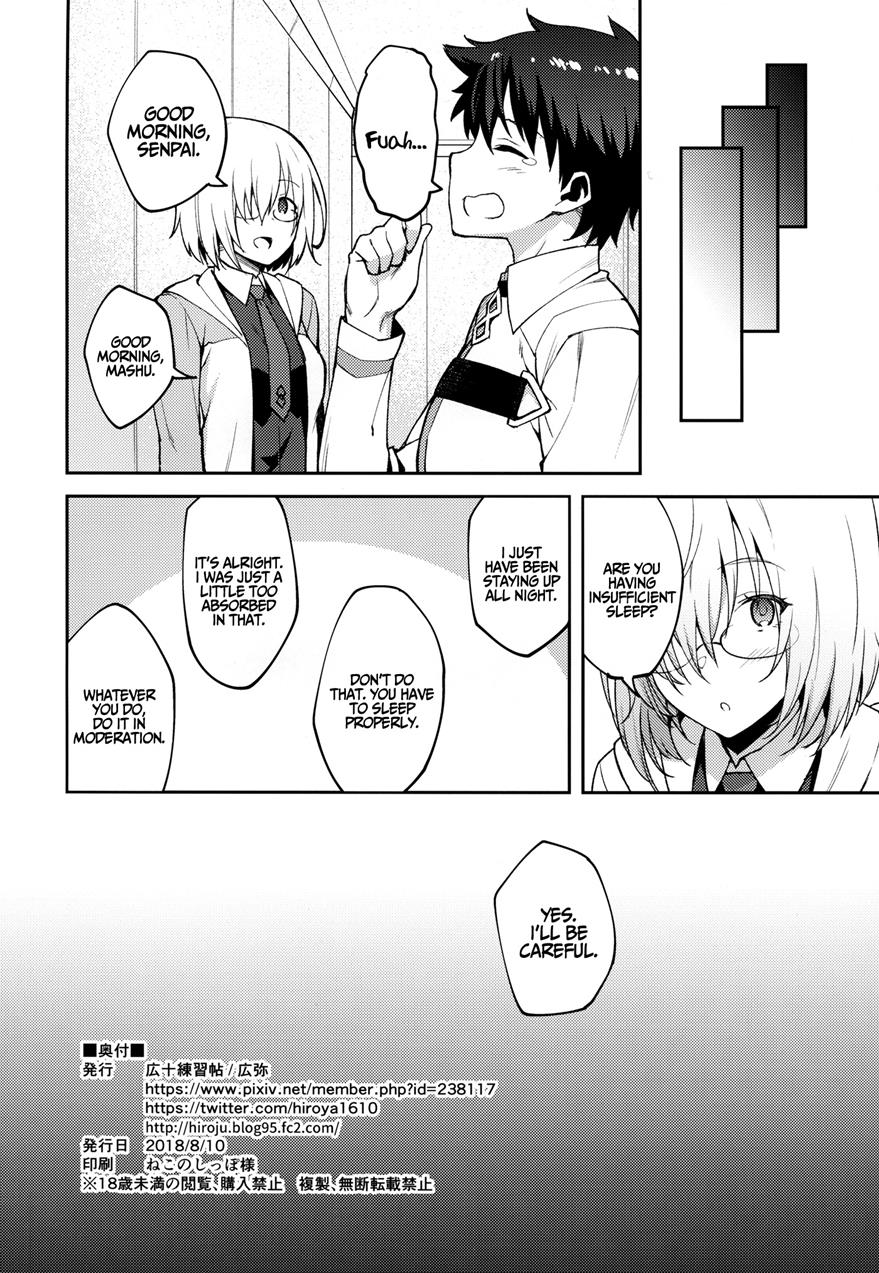 Fuah...
GOOD
MORNING,
SENPAI.
GOOD
MORNING,
MASHU.
ARE YOU
HAVING
INSUFFICIENT
SLEEP?
I JUST
HAVE BEEN
STAYING UP
ALL NIGHT.
DON'T DO
THAT. YOU HAVE
TO SLEEP
PROPERLY.
IT'S ALRIGHT.
I WAS JUST A
LITTLE TOO
ABSORBED
IN THAT.
WHATEVER
YOU DO,
DO IT IN
MODERATION.
YES.
I'LL BE
CAREFUL.
■奥付■
発行 広十練習帖/広弥
https://www.pixiv.net/member.php?id=238117
https://twitter.com/hiroya1610
http://hiroju.blog95.fc2.com/
発行日 2018/8/10
印刷 ねこのしっぽ様
※18歳未満の閲覧、購入禁止 複製、無断転載禁止